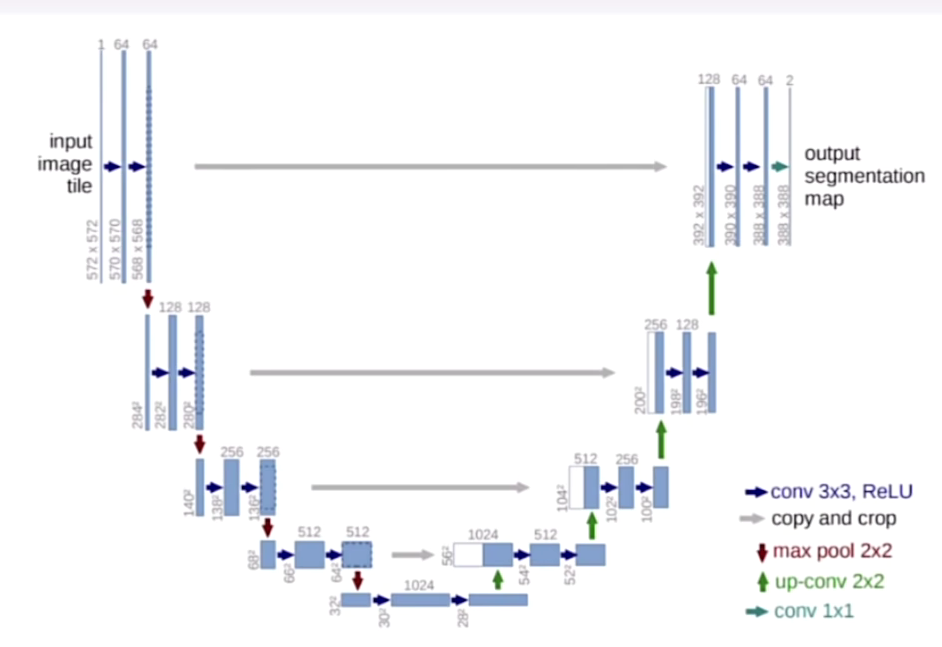 1 64 64
input
image
tile
572 x 572
570 x 570
568 x 568
128 64 64 2
output
segmentation
map
392 x 392
390 x 390
388 x 388
388 x 388
128 128
284²
282²
280²
256 128
200²
198²
196²
256 256
140²
138²
136²
512 256
104²
102²
100²
512 512
68²
66²
64²
1024 512
56²
54²
52²
1024
32²
30²
28²
conv 3x3, ReLU
copy and crop
max pool 2x2
up-conv 2x2
conv 1x1